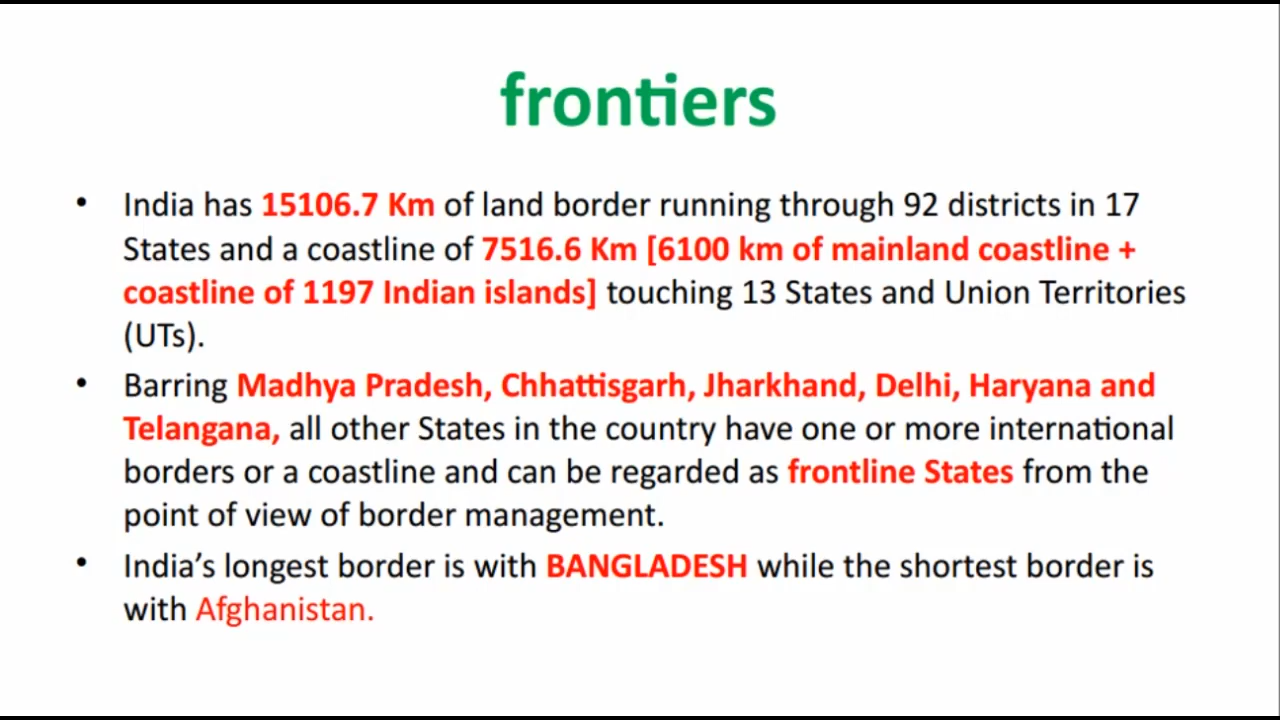 frontiers
• India has 15106.7 Km of land border running through 92 districts in 17
States and a coastline of 7516.6 Km [6100 km of mainland coastline +
coastline of 1197 Indian islands] touching 13 States and Union Territories
(UTs).
• Barring Madhya Pradesh, Chhattisgarh, Jharkhand, Delhi, Haryana and
Telangana, all other States in the country have one or more international
borders or a coastline and can be regarded as frontline States from the
point of view of border management.
• India’s longest border is with BANGLADESH while the shortest border is
with Afghanistan.